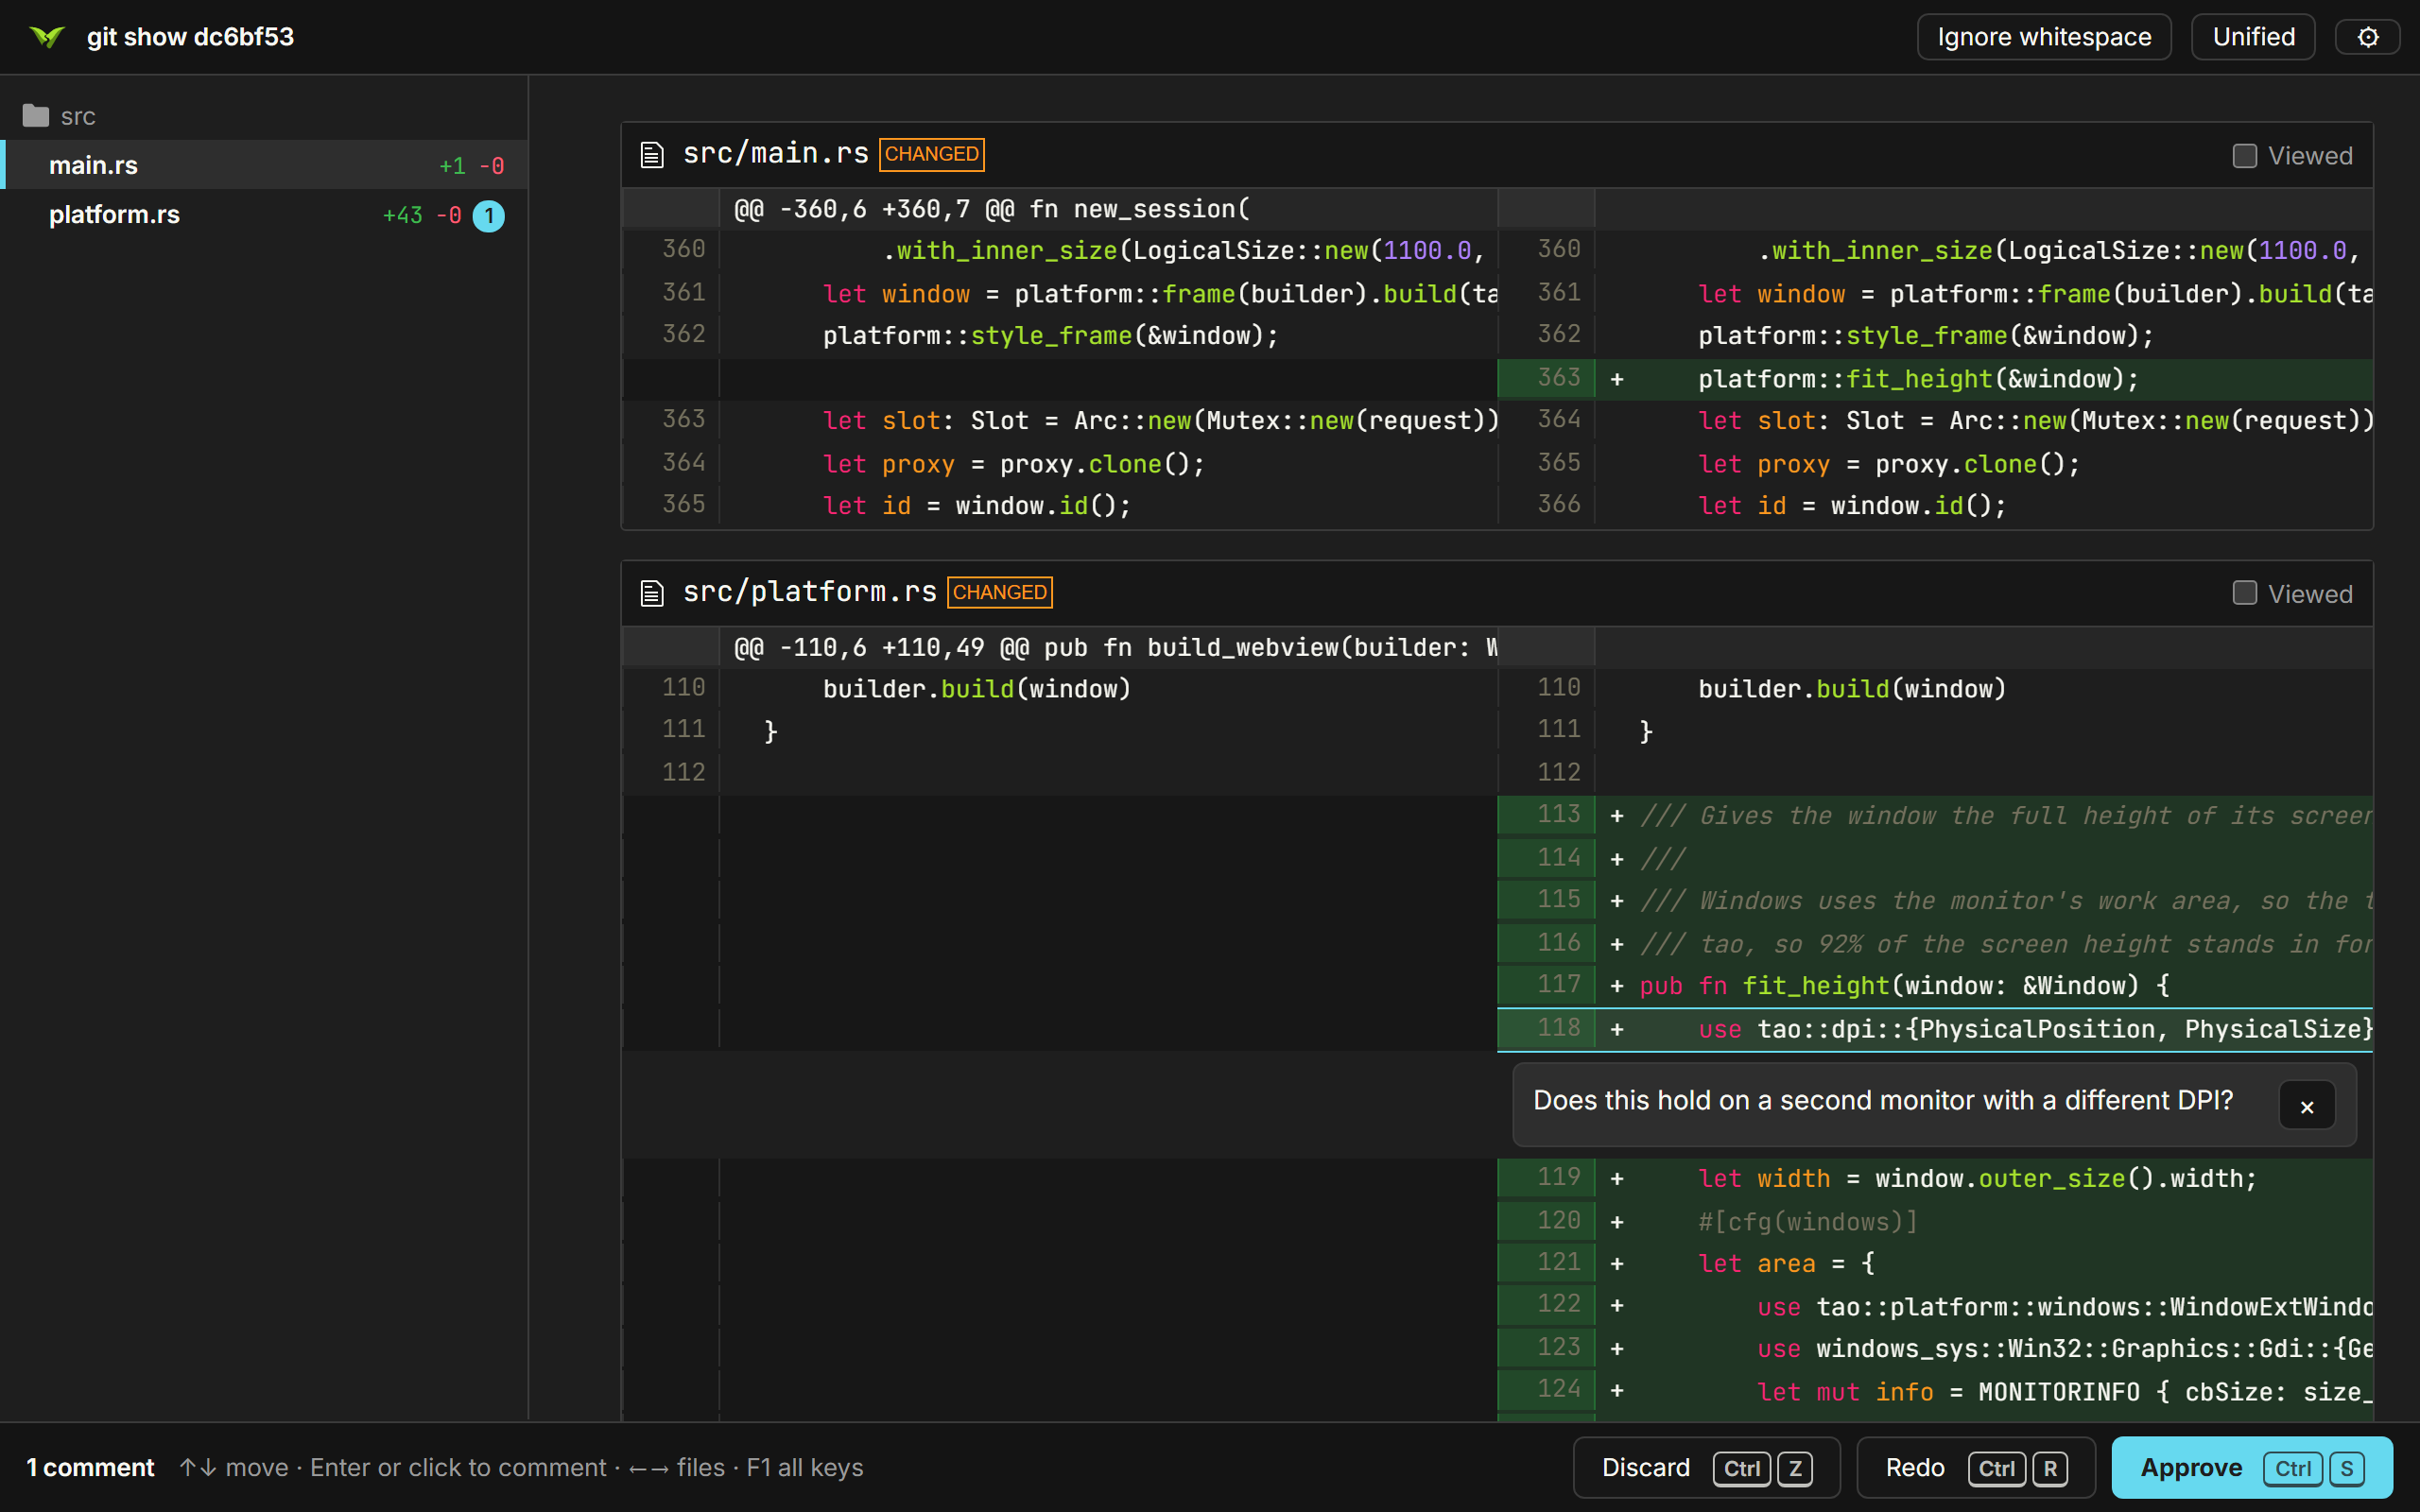 git show dc6bf53
Ignore whitespace
Unified
src
main.rs +1 -0
platform.rs +43 -0 1
src/main.rs CHANGED
Viewed
@@ -360,6 +360,7 @@ fn new_session(
360 .with_inner_size(LogicalSize::new(1100.0, 360 .with_inner_size(LogicalSize::new(1100.0,
361 let window = platform::frame(builder).build(ta 361 let window = platform::frame(builder).build(ta
362 platform::style_frame(&window); 362 platform::style_frame(&window);
363 + platform::fit_height(&window);
363 let slot: Slot = Arc::new(Mutex::new(request)) 364 let slot: Slot = Arc::new(Mutex::new(request))
364 let proxy = proxy.clone(); 365 let proxy = proxy.clone();
365 let id = window.id(); 366 let id = window.id();
src/platform.rs CHANGED
Viewed
@@ -110,6 +110,49 @@ pub fn build_webview(builder: W
110 builder.build(window) 110 builder.build(window)
111 } 111 }
112 112
113 + /// Gives the window the full height of its screen
114 + ///
115 + /// Windows uses the monitor's work area, so the t
116 + /// tao, so 92% of the screen height stands in for
117 + pub fn fit_height(window: &Window) {
118 + use tao::dpi::{PhysicalPosition, PhysicalSize}
Does this hold on a second monitor with a different DPI? ×
119 + let width = window.outer_size().width;
120 + #[cfg(windows)]
121 + let area = {
122 + use tao::platform::windows::WindowExtWindo
123 + use windows_sys::Win32::Graphics::Gdi::{Ge
124 + let mut info = MONITORINFO { cbSize: size_
1 comment ↑↓ move · Enter or click to comment · ←→ files · F1 all keys
Discard Ctrl Z
Redo Ctrl R
Approve Ctrl S